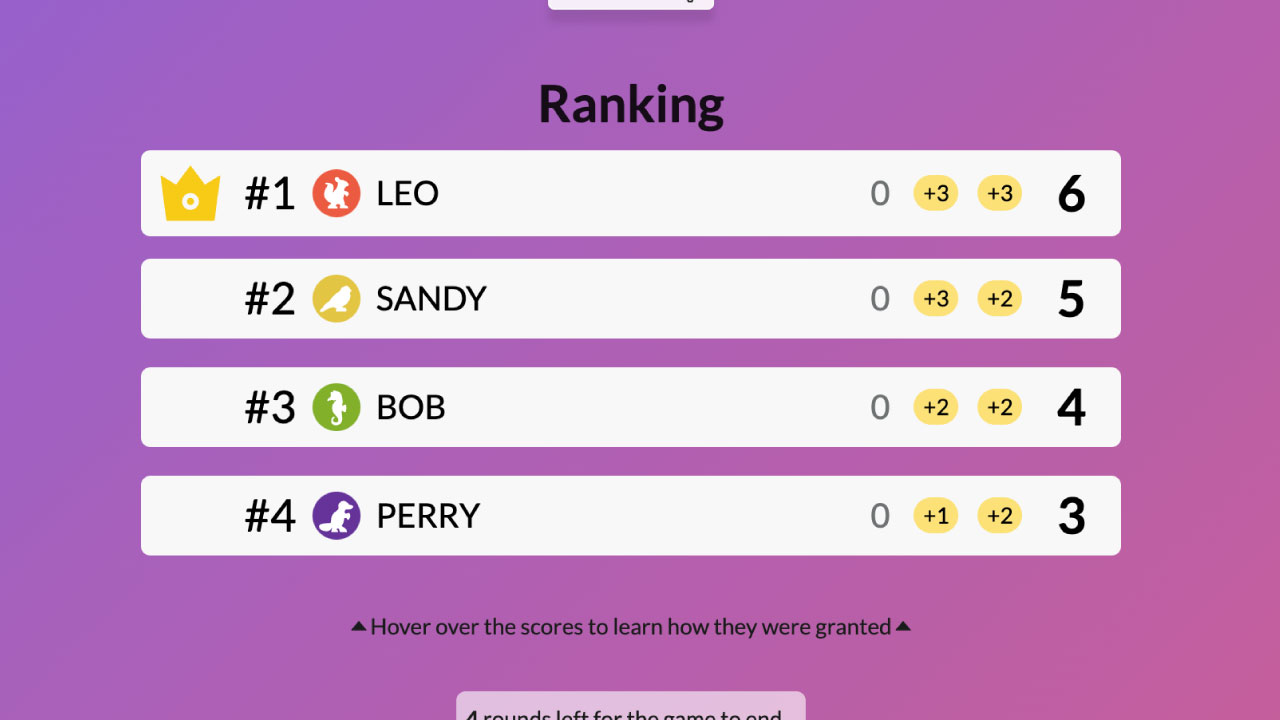 Ranking
#1 LEO 0 +3 +3 6
#2 SANDY 0 +3 +2 5
#3 BOB 0 +2 +2 4
#4 PERRY 0 +1 +2 3
Hover over the scores to learn how they were granted
4 rounds left for the game to end